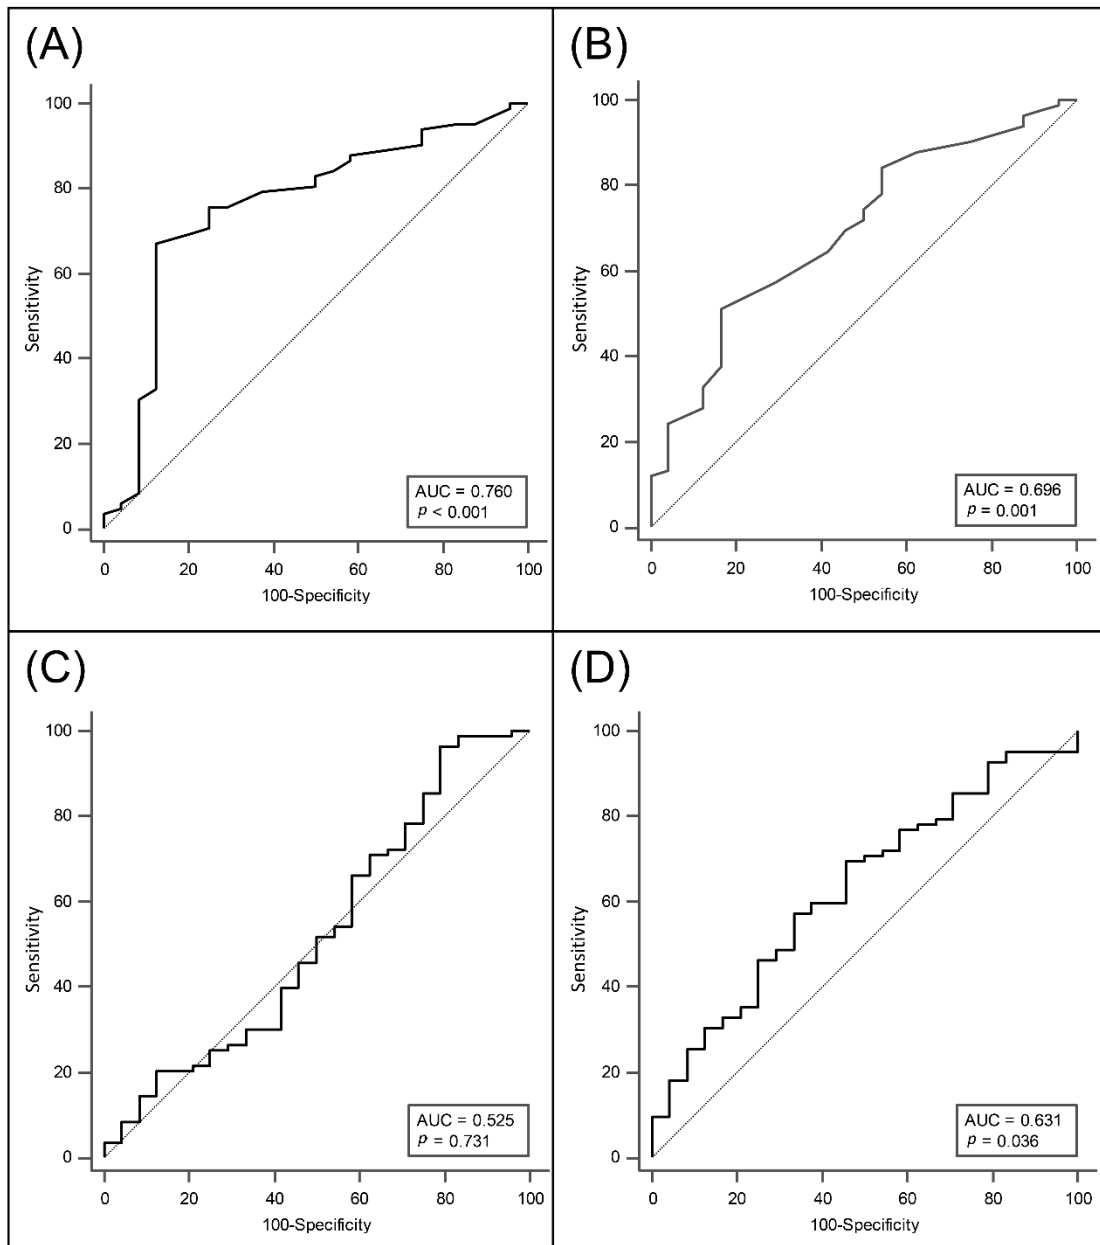 (A)
100
80
60
40
20
0
Sensitivity
AUC = 0.760
p < 0.001
0 20 40 60 80 100
100-Specificity
(B)
100
80
60
40
20
0
Sensitivity
AUC = 0.696
p = 0.001
0 20 40 60 80 100
100-Specificity
(C)
100
80
60
40
20
0
Sensitivity
AUC = 0.525
p = 0.731
0 20 40 60 80 100
100-Specificity
(D)
100
80
60
40
20
0
Sensitivity
AUC = 0.631
p = 0.036
0 20 40 60 80 100
100-Specificity